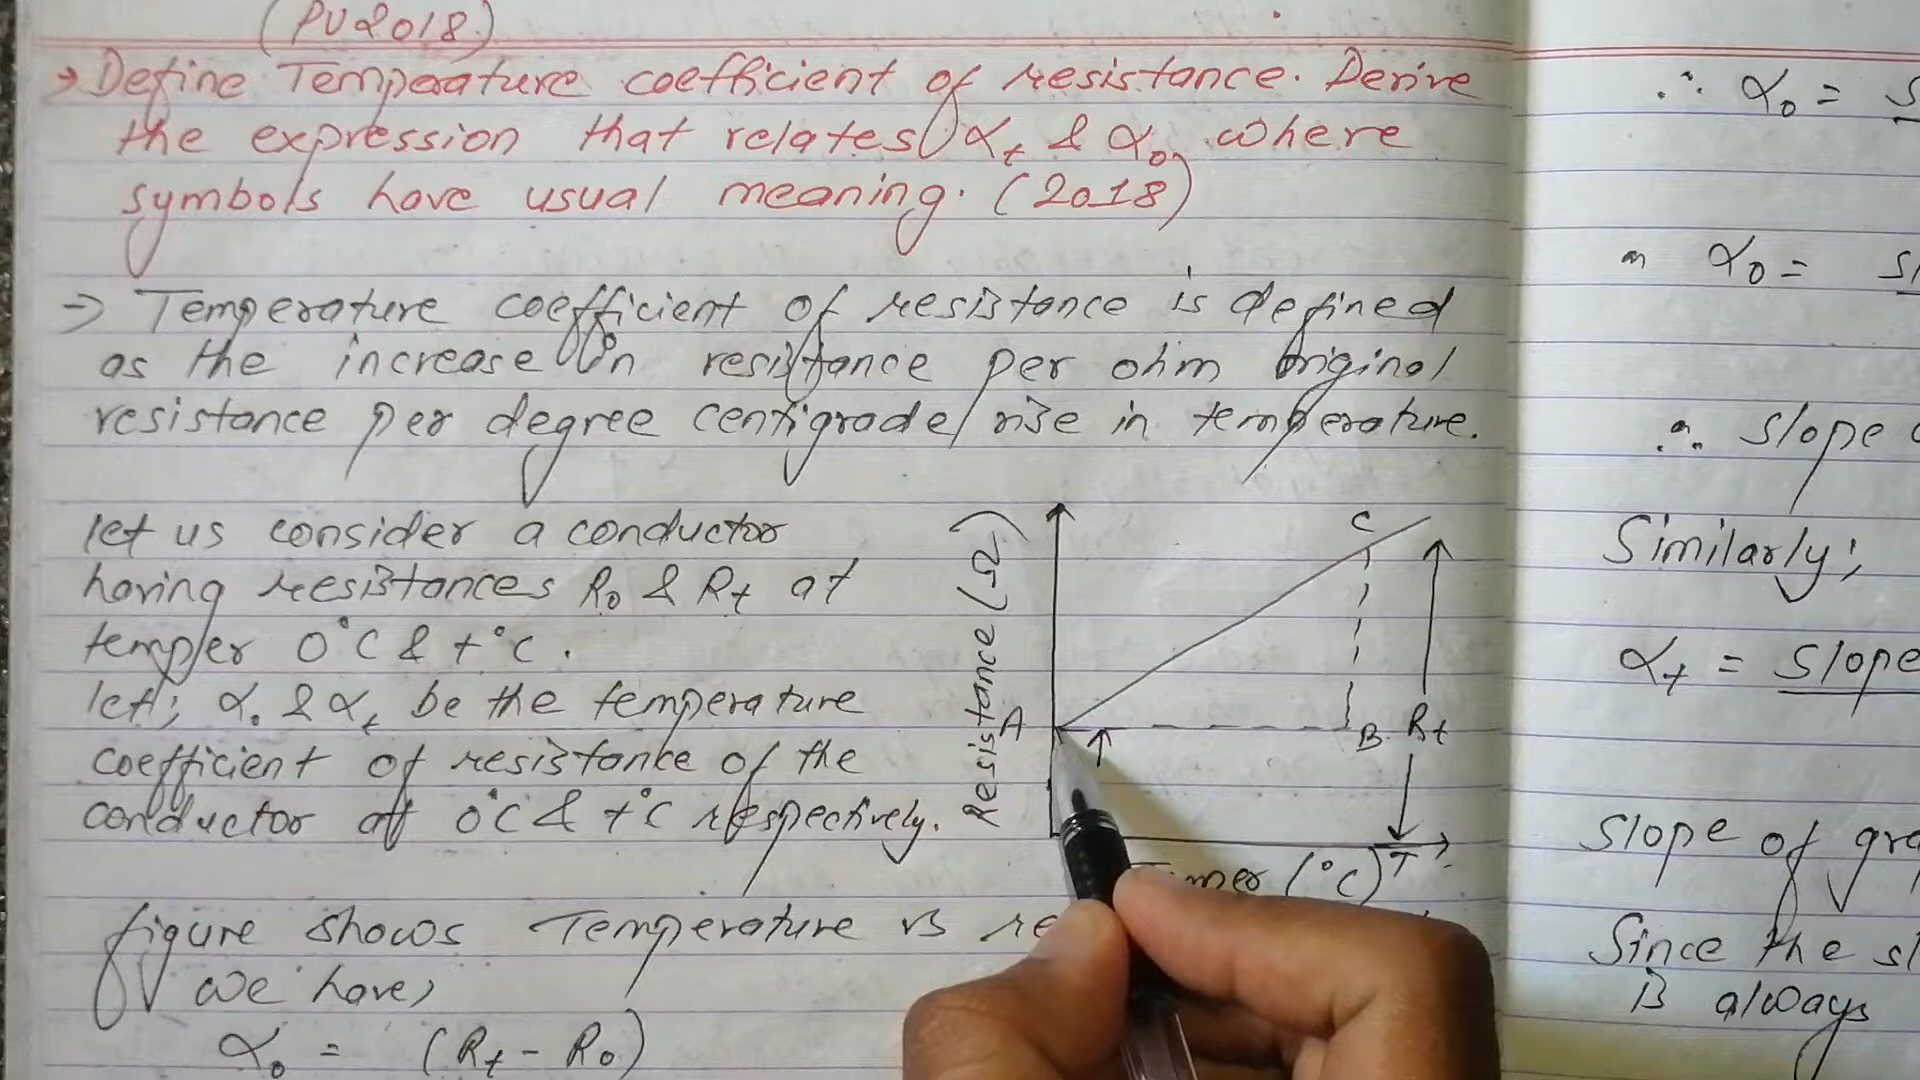 (PU2018)
→ Define Temperature coefficient of resistance. Derive
the expression that relates α_t & α_0, where
symbols have usual meaning. (2018)
⇒ Temperature coefficient of resistance is defined
as the increase in resistance per ohm original
resistance per degree centigrade rise in temperature.
let us consider a conductor
having resistances R_0 & R_t at
temper 0°C & t°C.
let; α_0 & α_t be the temperature
coefficient of resistance of the
conductor at 0°C & t°C respectively.
Resistance (Ω)
C
A
B
R_t
(°C) T
figure shows Temperature vs
we have,
α_0 = (R_t - R_0)
∴ α_0 =
α_0 =
∴ slope
Similarly;
α_t = slope
slope of
Since the
is always